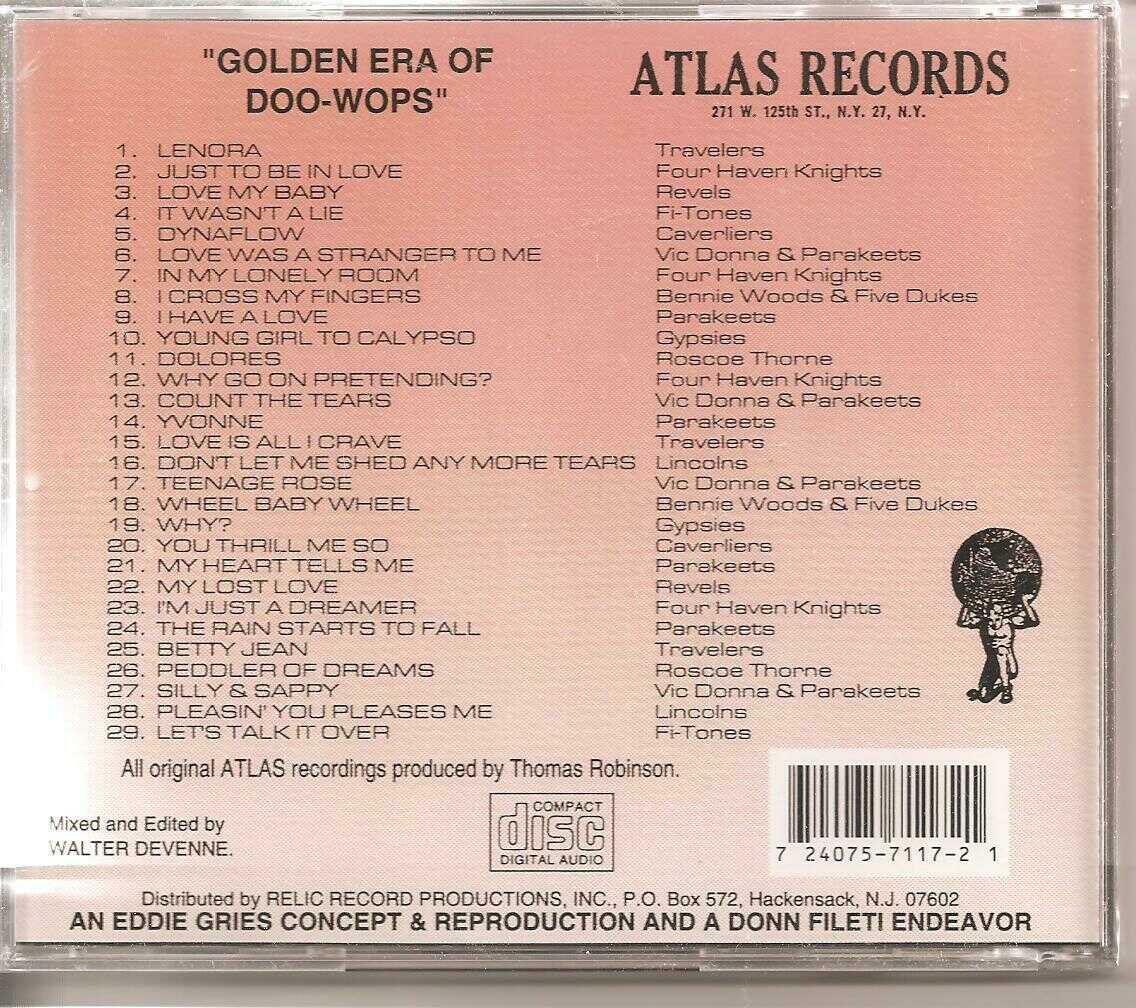 "GOLDEN ERA OF
DOO-WOPS"
ATLAS RECORDS
271 W. 125th ST., N.Y. 27, N.Y.
1. LENORA Travelers
2. JUST TO BE IN LOVE Four Haven Knights
3. LOVE MY BABY Revels
4. IT WASN'T A LIE Fi-Tones
5. DYNAFLOW Caverliers
6. LOVE WAS A STRANGER TO ME Vic Donna & Parakeets
7. IN MY LONELY ROOM Four Haven Knights
8. I CROSS MY FINGERS Bennie Woods & Five Dukes
9. I HAVE A LOVE Parakeets
10. YOUNG GIRL TO CALYPSO Gypsies
11. DOLORES Roscoe Thorne
12. WHY GO ON PRETENDING? Four Haven Knights
13. COUNT THE TEARS Vic Donna & Parakeets
14. YVONNE Parakeets
15. LOVE IS ALL I CRAVE Travelers
16. DON'T LET ME SHED ANY MORE TEARS Lincolns
17. TEENAGE ROSE Vic Donna & Parakeets
18. WHEEL BABY WHEEL Bennie Woods & Five Dukes
19. WHY? Gypsies
20. YOU THRILL ME SO Caverliers
21. MY HEART TELLS ME Parakeets
22. MY LOST LOVE Revels
23. I'M JUST A DREAMER Four Haven Knights
24. THE RAIN STARTS TO FALL Parakeets
25. BETTY JEAN Travelers
26. PEDDLER OF DREAMS Roscoe Thorne
27. SILLY & SAPPY Vic Donna & Parakeets
28. PLEASIN' YOU PLEASES ME Lincolns
29. LET'S TALK IT OVER Fi-Tones
All original ATLAS recordings produced by Thomas Robinson.
Mixed and Edited by
WALTER DEVENNE.
COMPACT
disc
DIGITAL AUDIO
7 24075-7117-2 1
Distributed by RELIC RECORD PRODUCTIONS, INC., P.O. Box 572, Hackensack, N.J. 07602
AN EDDIE GRIES CONCEPT & REPRODUCTION AND A DONN FILETI ENDEAVOR